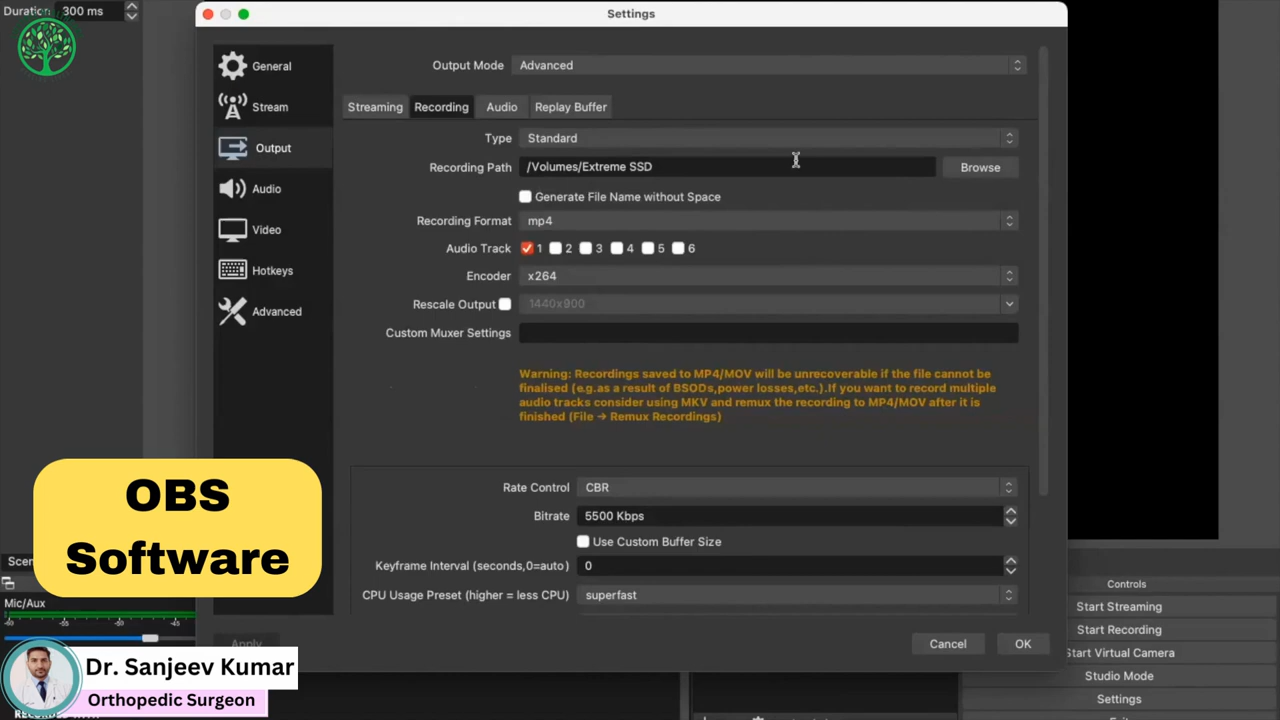 Duration 300 ms
Settings
General
Stream
Output
Audio
Video
Hotkeys
Advanced
Output Mode Advanced
Streaming Recording Audio Replay Buffer
Type Standard
Recording Path /Volumes/Extreme SSD Browse
Generate File Name without Space
Recording Format mp4
Audio Track 1 2 3 4 5 6
Encoder x264
Rescale Output 1440x900
Custom Muxer Settings
Warning: Recordings saved to MP4/MOV will be unrecoverable if the file cannot be
finalised (e.g.as a result of BSODs,power losses,etc.).If you want to record multiple
audio tracks consider using MKV and remux the recording to MP4/MOV after it is
finished (File → Remux Recordings)
Rate Control CBR
Bitrate 5500 Kbps
Use Custom Buffer Size
Keyframe Interval (seconds,0=auto) 0
CPU Usage Preset (higher = less CPU) superfast
Apply Cancel OK
OBS
Software
Scen
Mic/Aux
-60 -55 -50 -45
Dr. Sanjeev Kumar
Orthopedic Surgeon
Controls
Start Streaming
Start Recording
Start Virtual Camera
Studio Mode
Settings